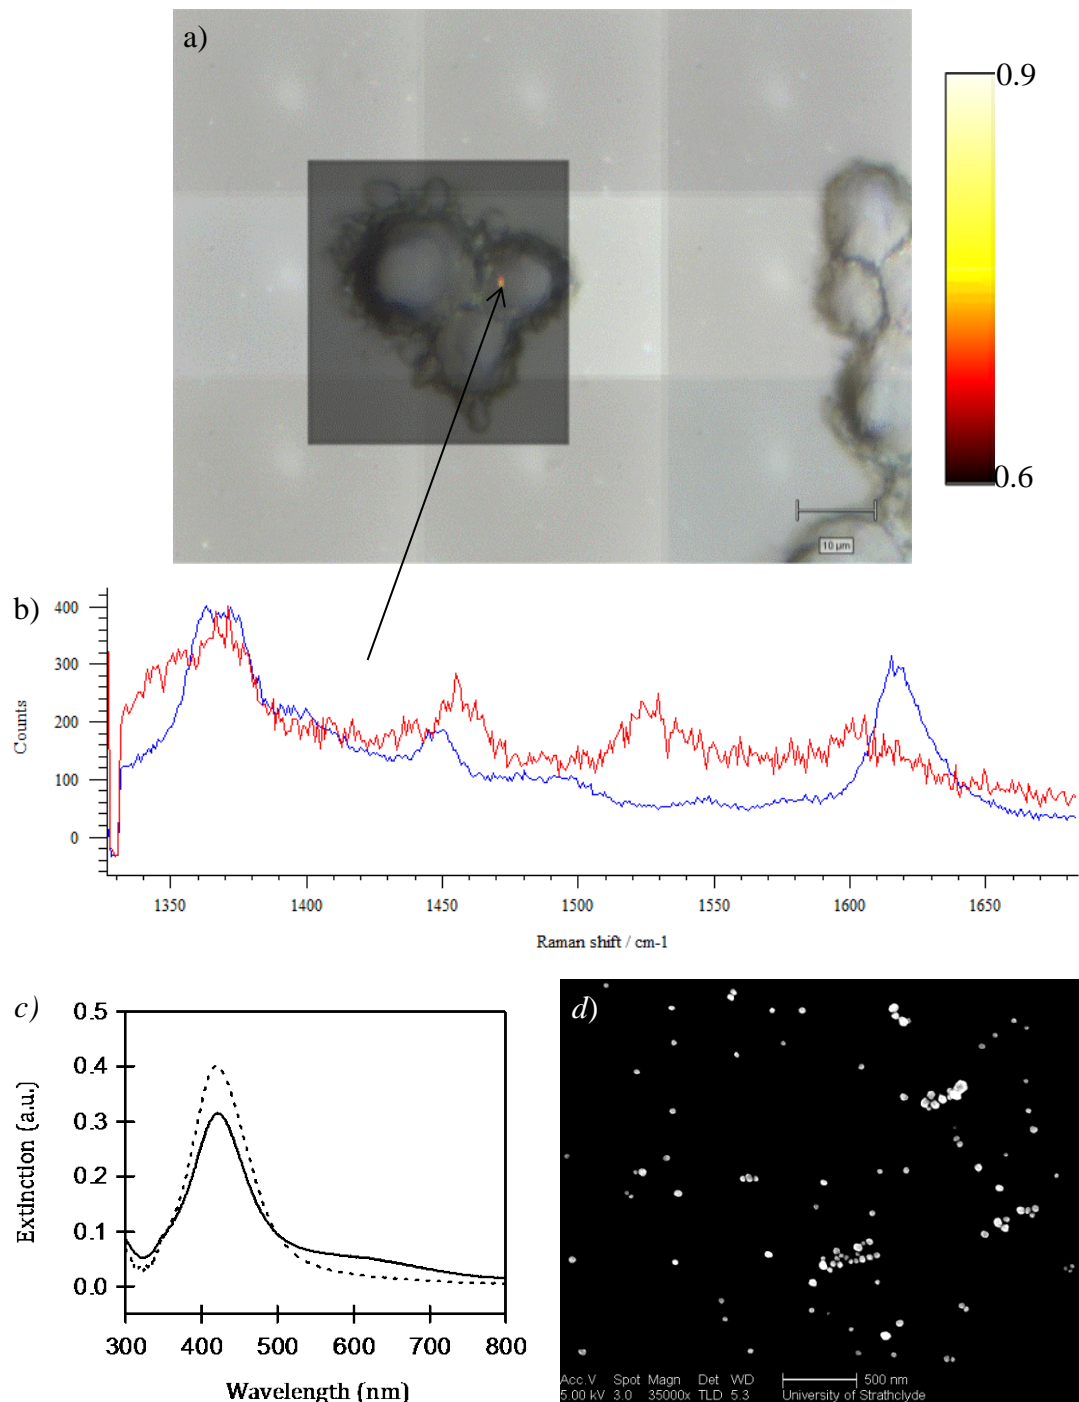 a)
0.9
0.6
10 µm
b)
400
300
200
100
0
Counts
1350 1400 1450 1500 1550 1600 1650
Raman shift / cm-1
c)
0.5
0.4
0.3
0.2
0.1
0.0
Extinction (a.u.)
300 400 500 600 700 800
Wavelength (nm)
d)
Acc.V Spot Magn Det WD 500 nm
5.00 kV 3.0 35000x TLD 5.3 University of Strathclyde